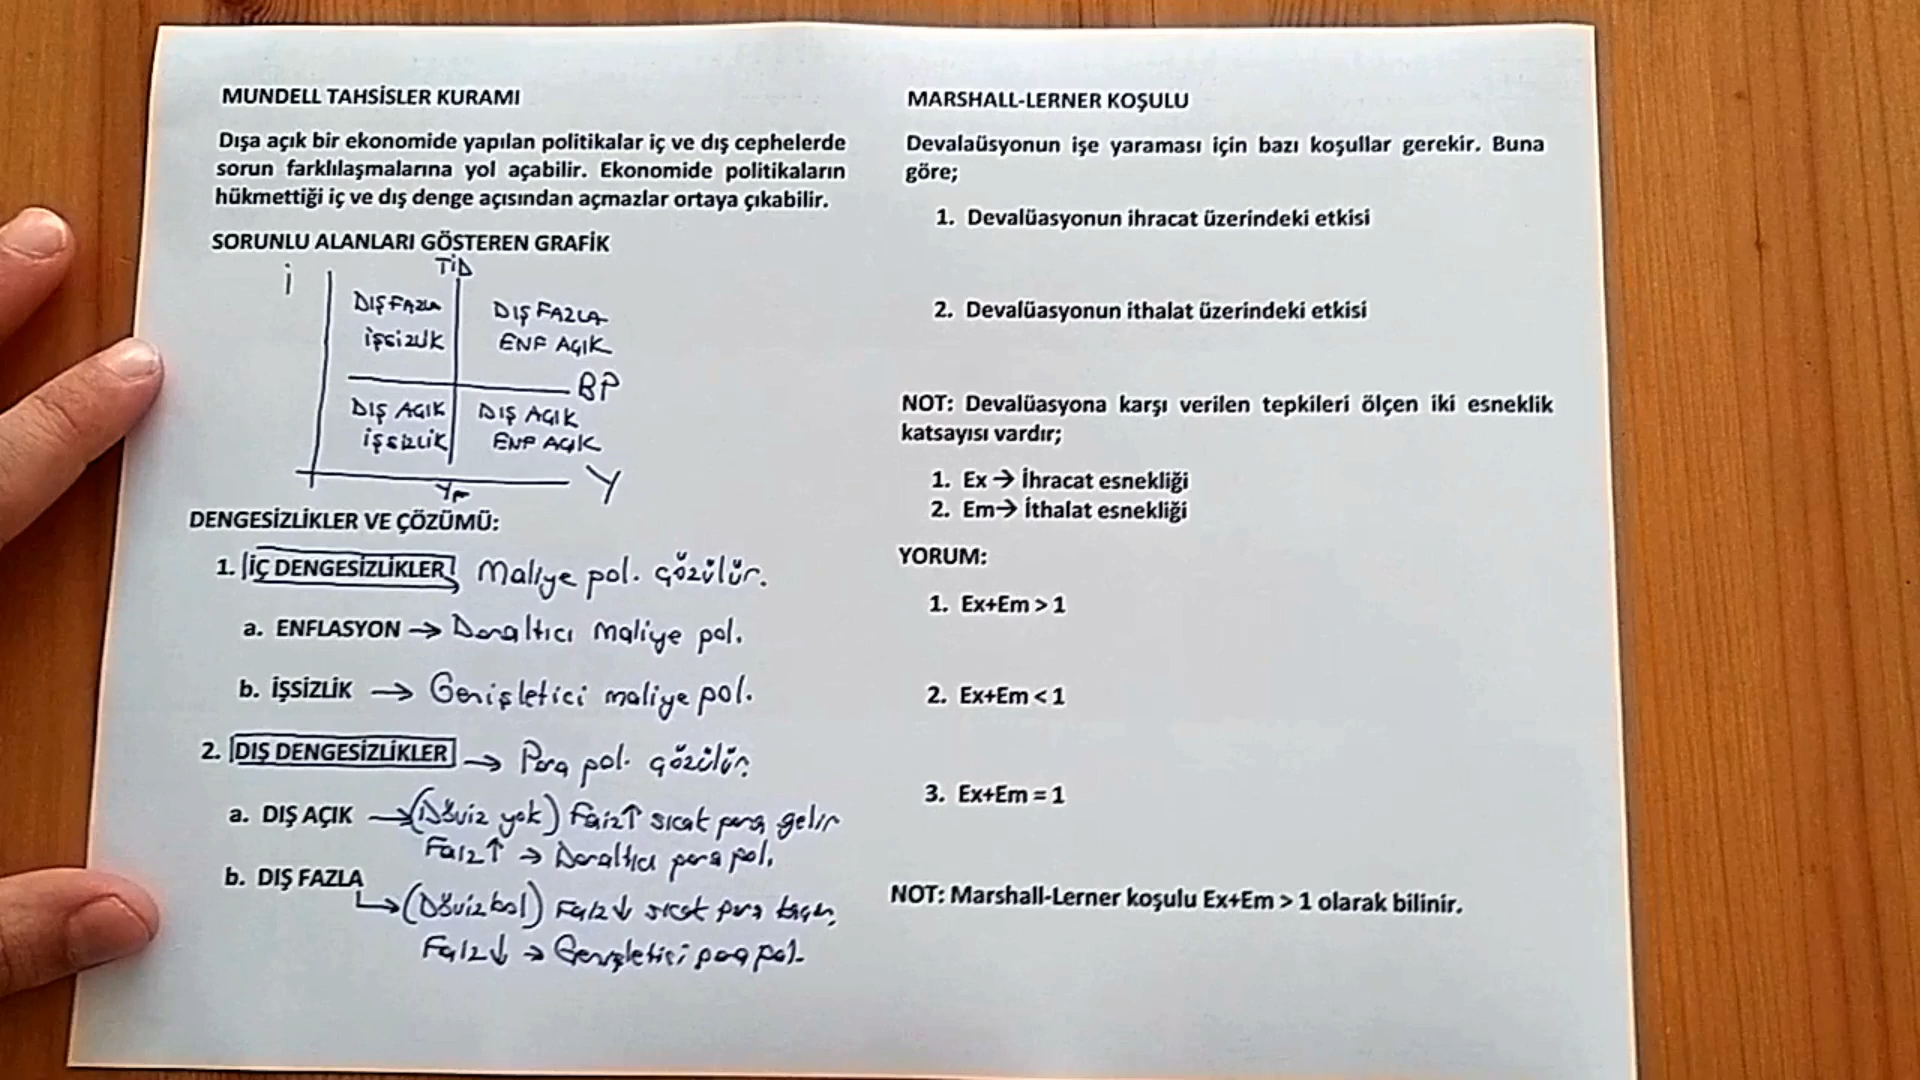 MUNDELL TAHSİSLER KURAMI
Dışa açık bir ekonomide yapılan politikalar iç ve dış cephelerde
sorun farklılaşmalarına yol açabilir. Ekonomide politikaların
hükmettiği iç ve dış denge açısından açmazlar ortaya çıkabilir.
SORUNLU ALANLARI GÖSTEREN GRAFİK
İ
TİD
DIŞ FAZLA
işsizlik
DIŞ FAZLA
ENF AÇIK
BP
DIŞ AÇIK
işsizlik
DIŞ AÇIK
ENF AÇIK
Y
YF
DENGESİZLİKLER VE ÇÖZÜMÜ:
1. İÇ DENGESİZLİKLER Maliye pol. çözülür.
a. ENFLASYON → Daraltıcı maliye pol.
b. İŞSİZLİK → Genişletici maliye pol.
2. DIŞ DENGESİZLİKLER → Para pol. çözülür.
a. DIŞ AÇIK → (Döviz yok) Faiz↑ sıcak para gelir
Faiz↑ → Daraltıcı para pol.
b. DIŞ FAZLA
→ (Döviz bol) Faiz↓ sıcak para kaçar.
Faiz↓ → Genişletici para pol.
MARSHALL-LERNER KOŞULU
Devalaüsyonun işe yaraması için bazı koşullar gerekir. Buna
göre;
1. Devalüasyonun ihracat üzerindeki etkisi
2. Devalüasyonun ithalat üzerindeki etkisi
NOT: Devalüasyona karşı verilen tepkileri ölçen iki esneklik
katsayısı vardır;
1. Ex → İhracat esnekliği
2. Em→ İthalat esnekliği
YORUM:
1. Ex+Em > 1
2. Ex+Em < 1
3. Ex+Em = 1
NOT: Marshall-Lerner koşulu Ex+Em > 1 olarak bilinir.